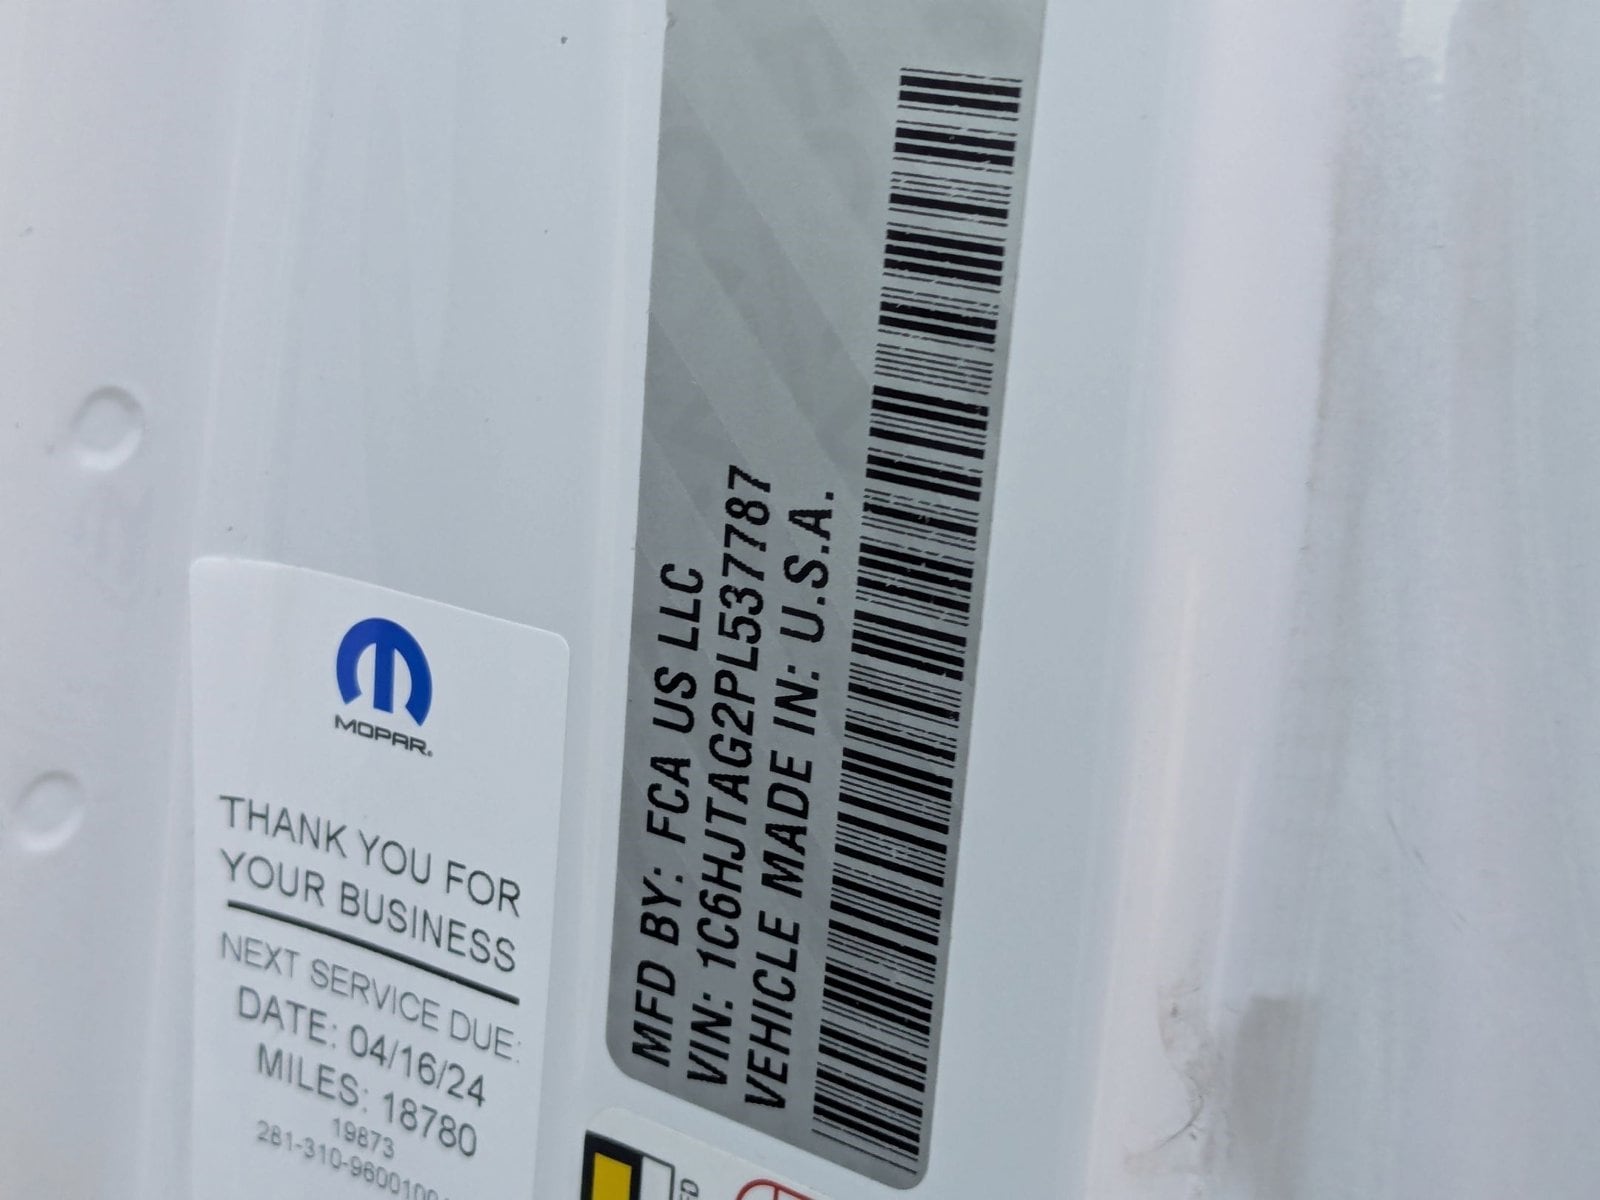 MFD BY: FCA US LLC
VIN: 1C6HJTAG2PL537787
VEHICLE MADE IN: U.S.A.
MOPAR®
THANK YOU FOR
YOUR BUSINESS
NEXT SERVICE DUE:
DATE: 04/16/24
MILES: 18780
19873